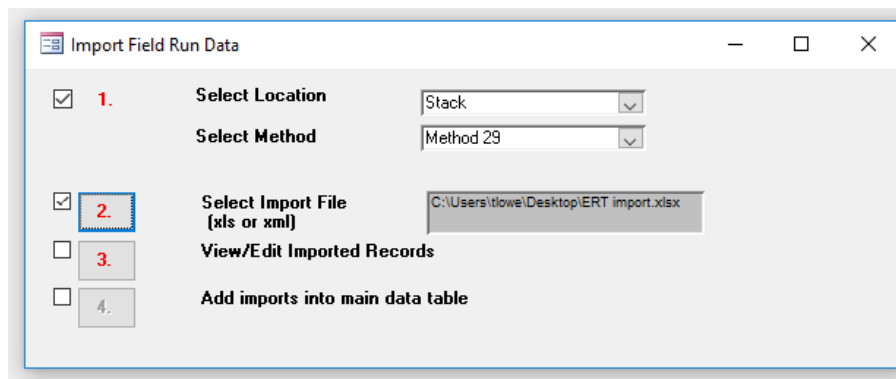 Import Field Run Data
1. Select Location Stack
Select Method Method 29
2. Select Import File C:\Users\tlowe\Desktop\ERT import.xlsx
(xls or xml)
3. View/Edit Imported Records
4. Add imports into main data table